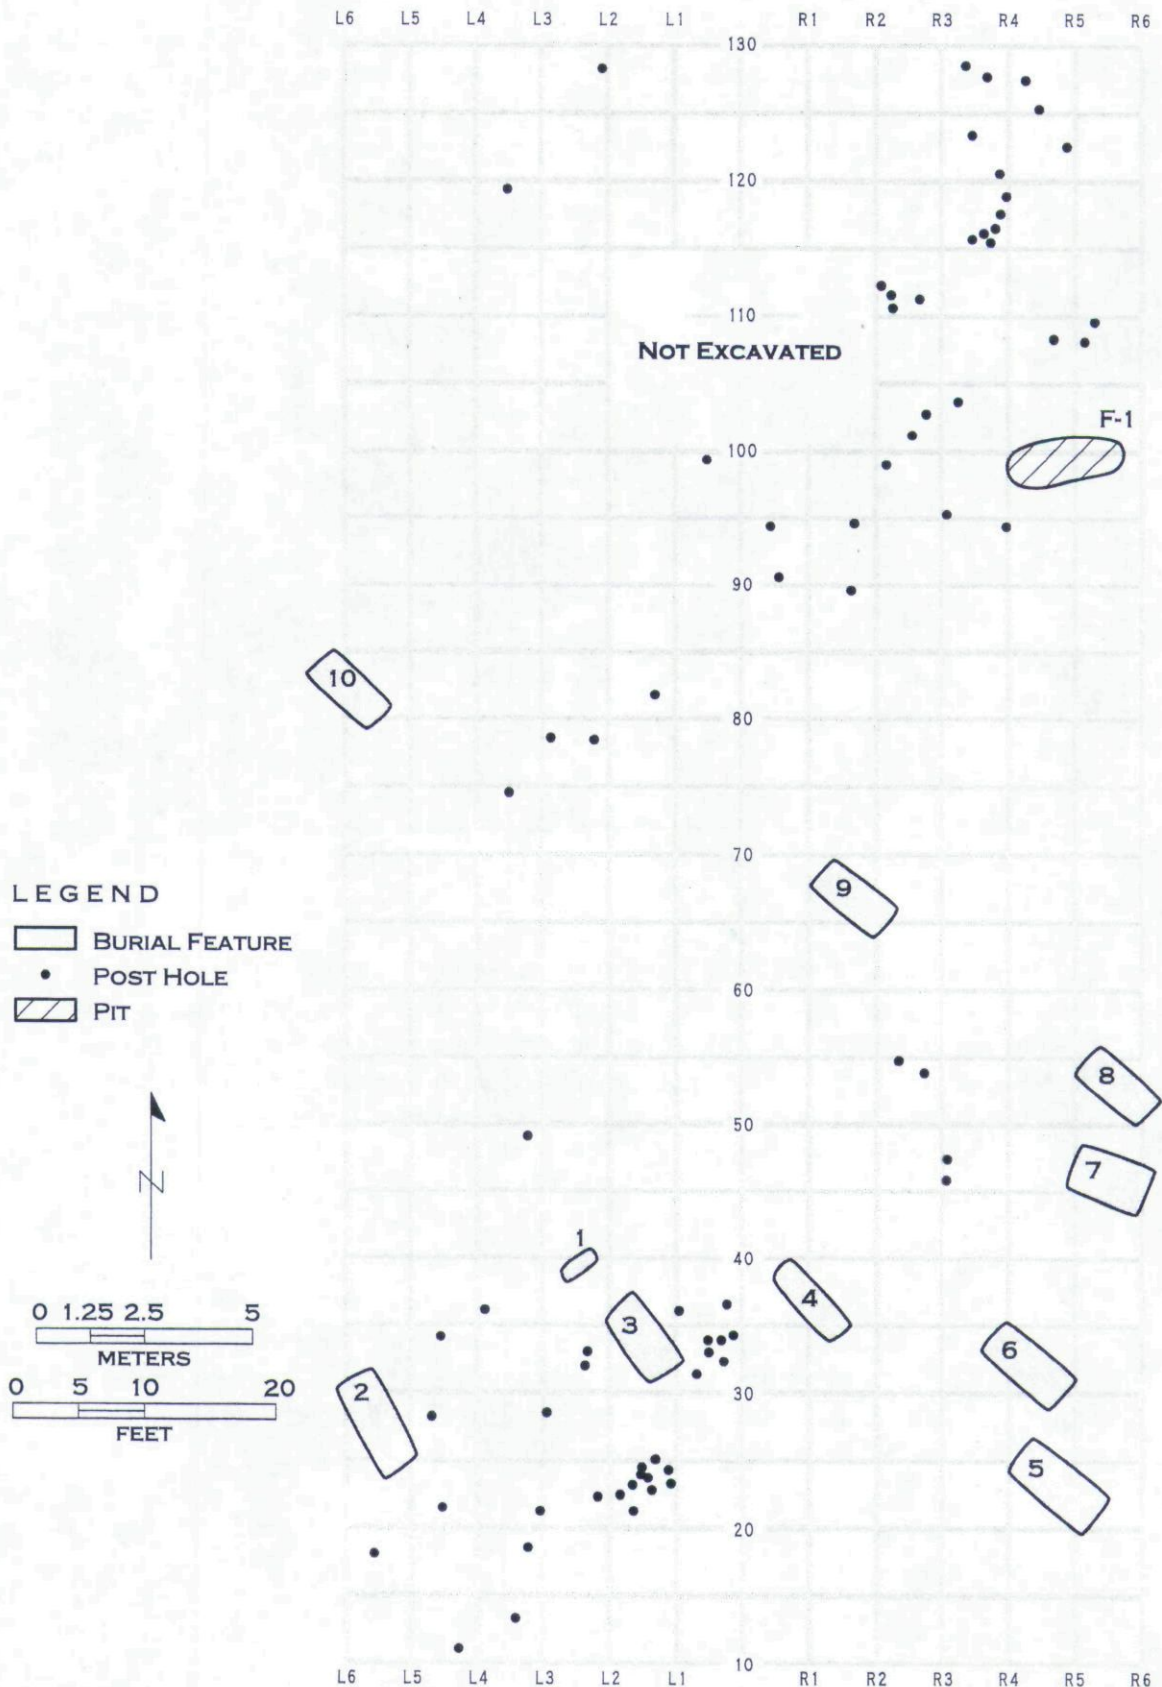 L6 L5 L4 L3 L2 L1 R1 R2 R3 R4 R5 R6
130
120
110
NOT EXCAVATED
F-1
100
90
10
80
70
9
LEGEND
BURIAL FEATURE
POST HOLE
PIT
60
8
50
7
N
1
40
4
3
6
0 1.25 2.5 5
METERS
0 5 10 20
FEET
2
30
5
20
10
L6 L5 L4 L3 L2 L1 R1 R2 R3 R4 R5 R6